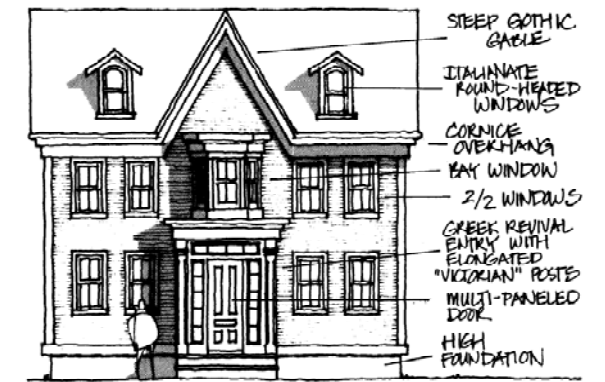 STEEP GOTHIC
GABLE
ITALIANATE
ROUND-HEADED
WINDOWS
CORNICE
OVERHANG
BAY WINDOW
2/2 WINDOWS
GREEK REVIVAL
ENTRY WITH
ELONGATED
"VICTORIAN" POSTS
MULTI-PANELED
DOOR
HIGH
FOUNDATION